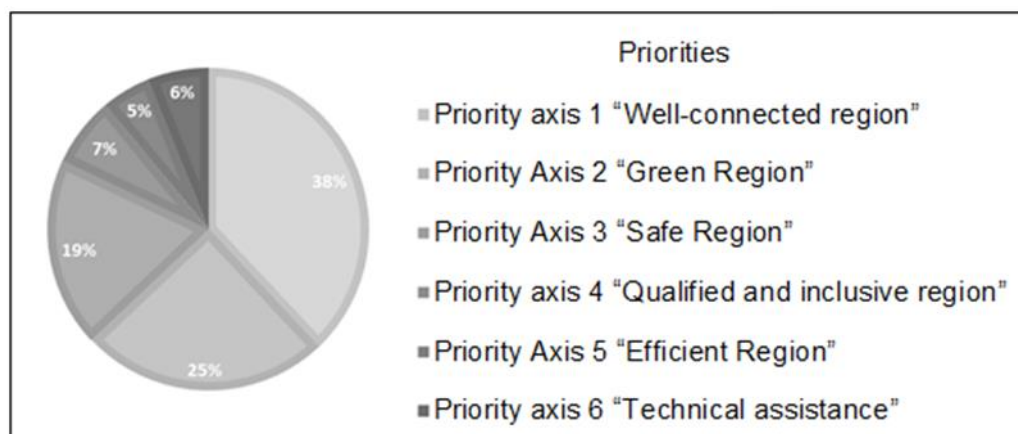 Priorities
6%
5%
7%
38%
19%
25%
Priority axis 1 “Well-connected region”
Priority Axis 2 “Green Region”
Priority Axis 3 “Safe Region”
Priority axis 4 “Qualified and inclusive region”
Priority Axis 5 “Efficient Region”
Priority axis 6 “Technical assistance”